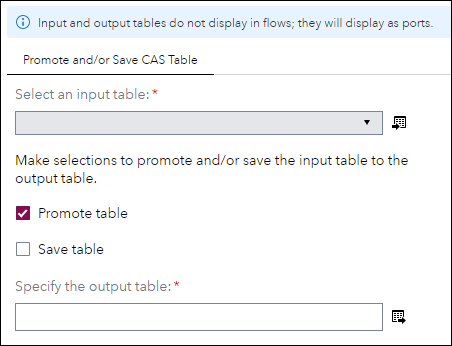 Input and output tables do not display in flows; they will display as ports.
Promote and/or Save CAS Table
Select an input table:*
Make selections to promote and/or save the input table to the
output table.
Promote table
Save table
Specify the output table:*